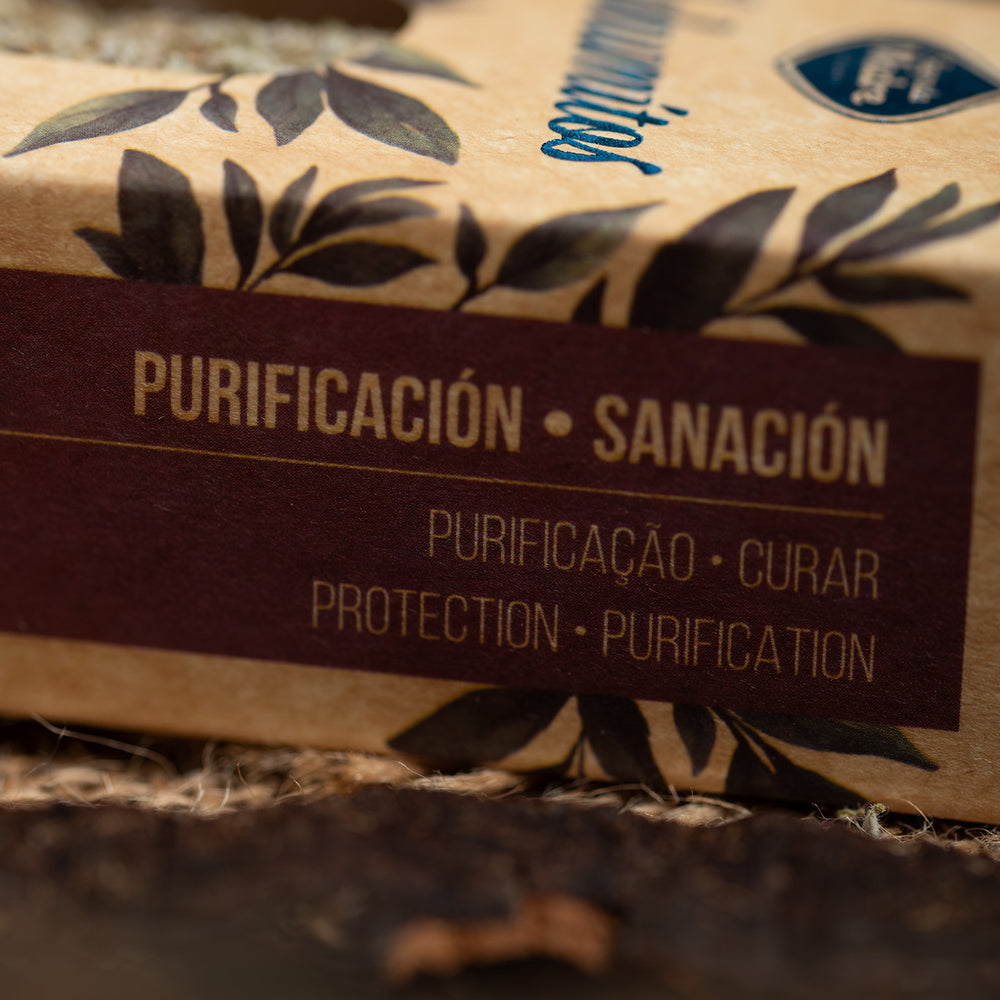 PURIFICACIÓN • SANACIÓN
PURIFICAÇÃO • CURAR
PROTECTION • PURIFICATION